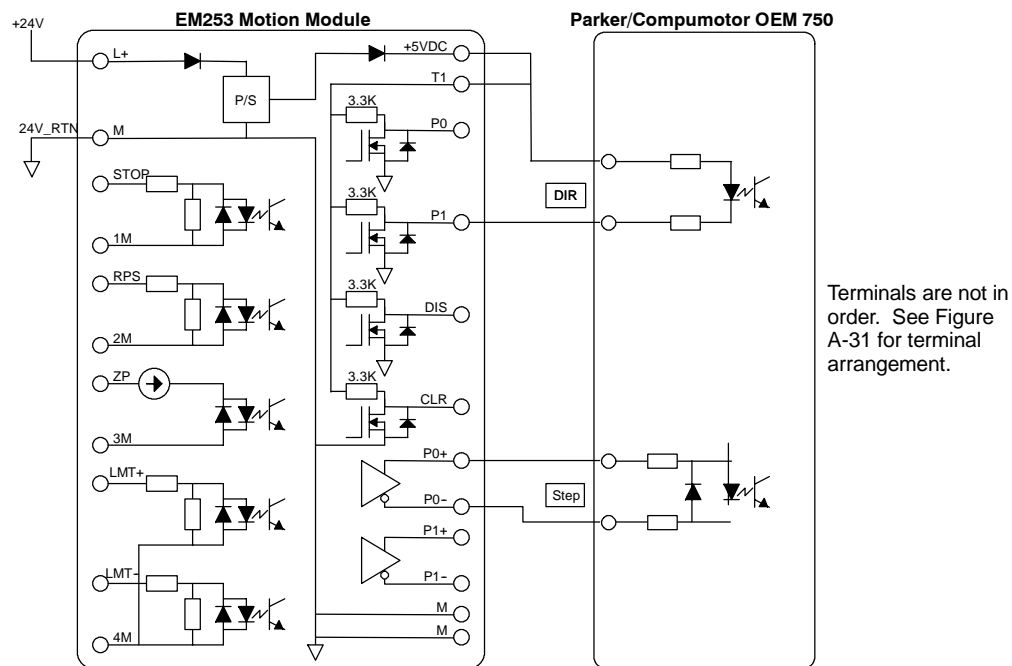 EM253 Motion Module
Parker/Compumotor OEM 750
+24V
L+
+5VDC
T1
P/S
3.3K
P0
24V_RTN
M
STOP
3.3K
P1
DIR
1M
RPS
3.3K
DIS
2M
Terminals are not in
order. See Figure
A-31 for terminal
arrangement.
ZP
3.3K
CLR
3M
P0+
LMT+
P0-
Step
P1+
LMT-
P1-
M
4M
M